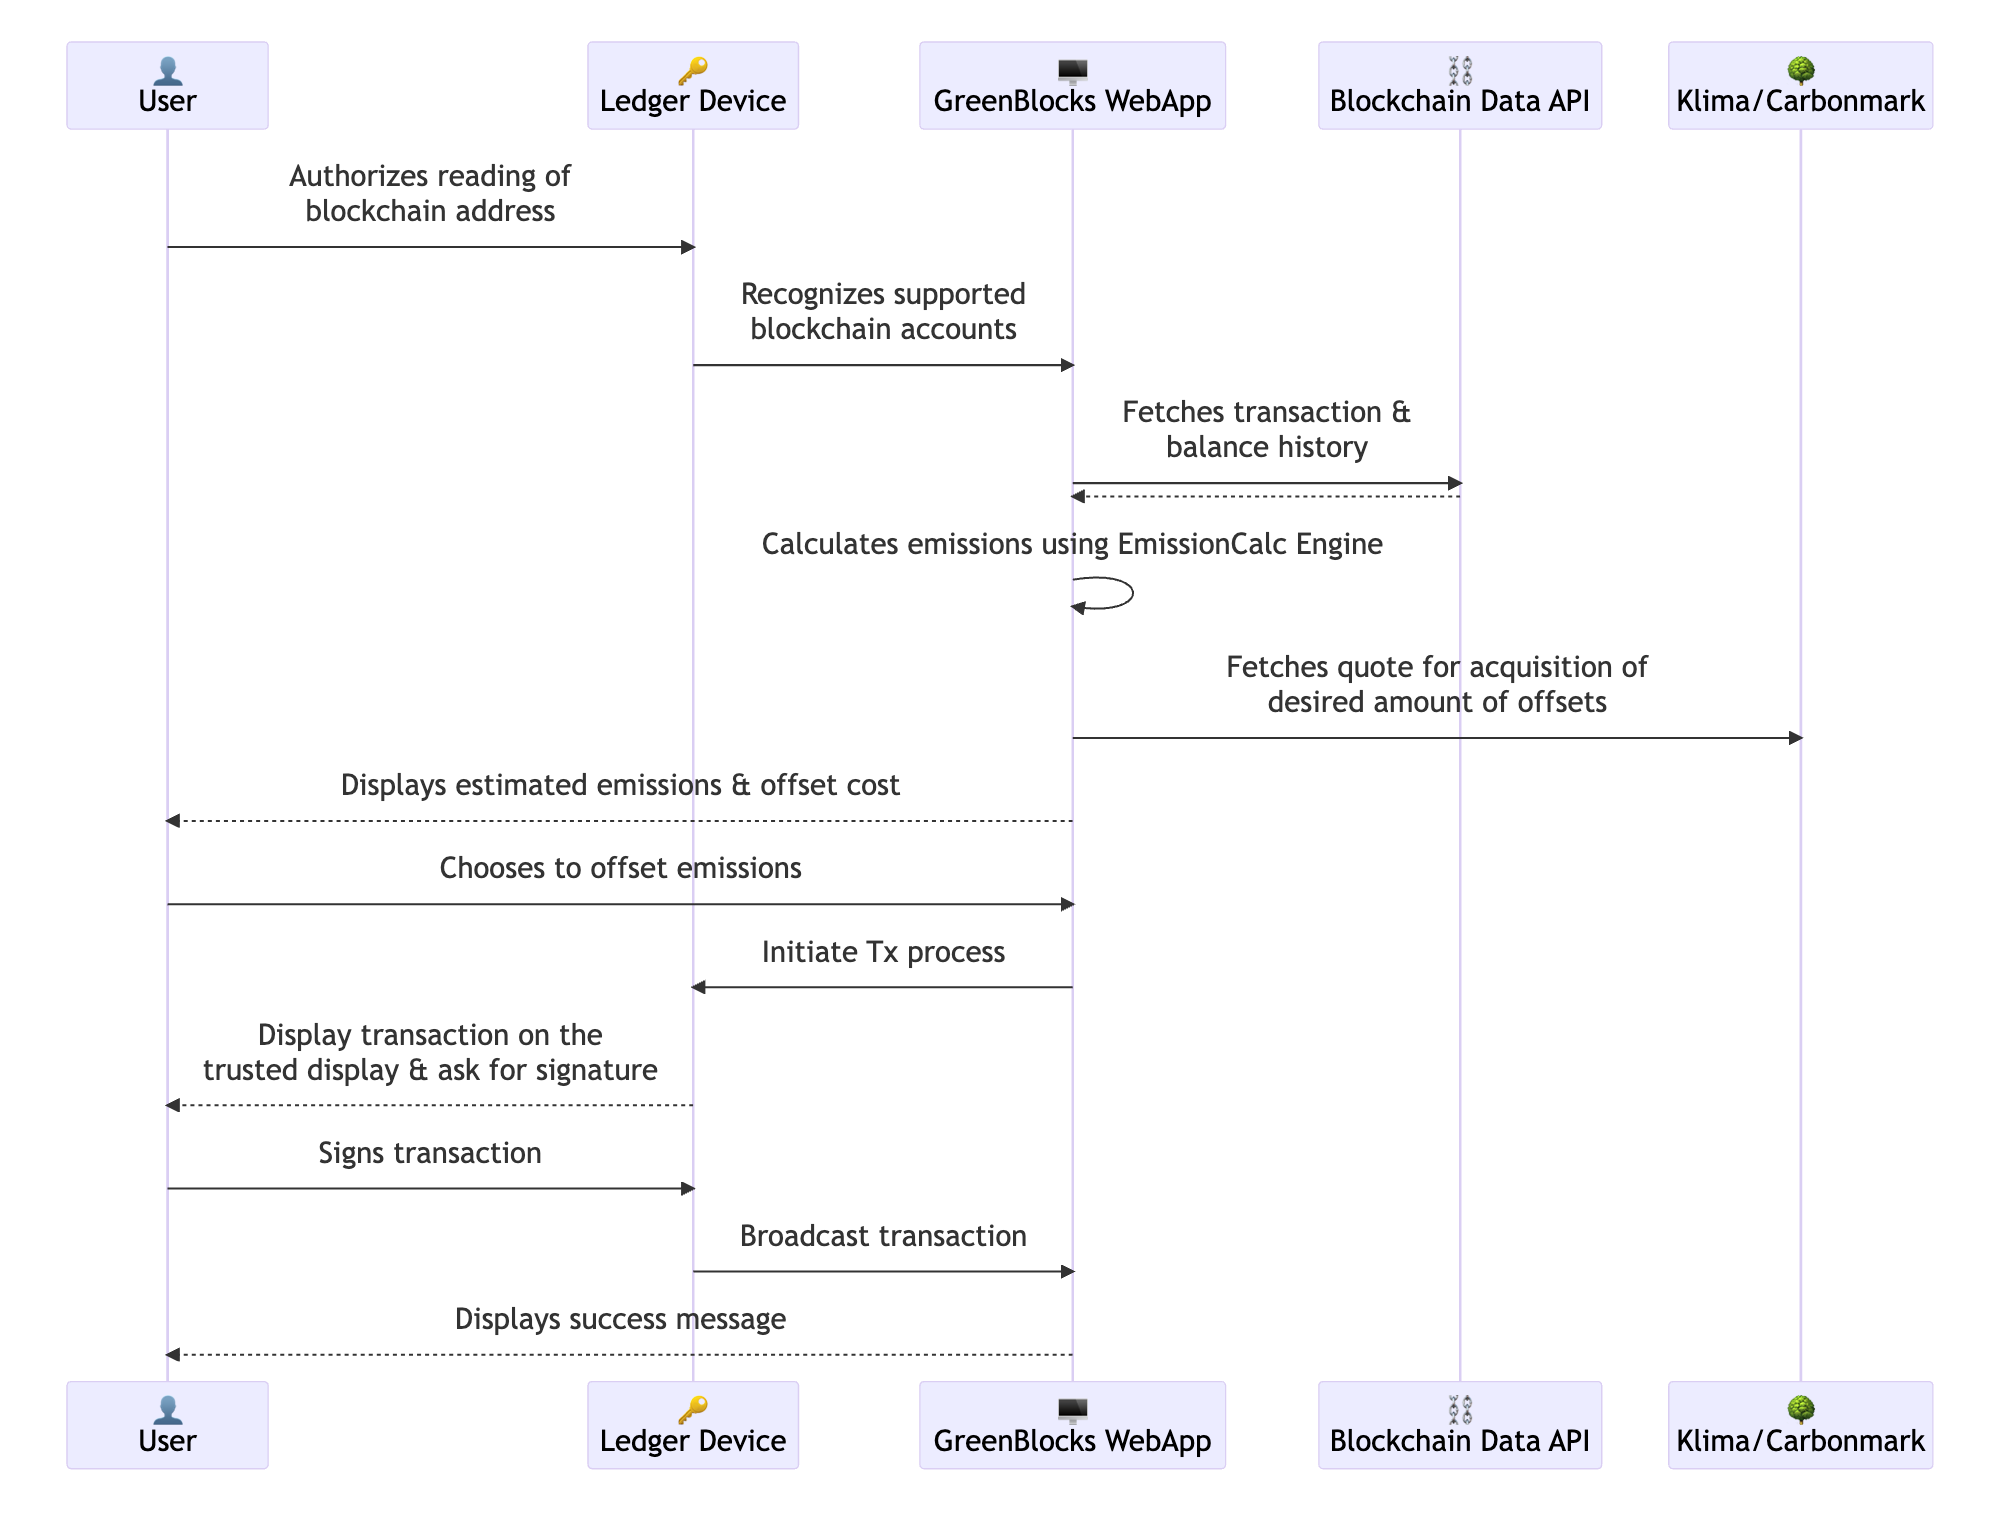 User
Ledger Device
GreenBlocks WebApp
Blockchain Data API
Klima/Carbonmark
Authorizes reading of
blockchain address
Recognizes supported
blockchain accounts
Fetches transaction &
balance history
Calculates emissions using EmissionCalc Engine
Fetches quote for acquisition of
desired amount of offsets
Displays estimated emissions & offset cost
Chooses to offset emissions
Initiate Tx process
Display transaction on the
trusted display & ask for signature
Signs transaction
Broadcast transaction
Displays success message
User
Ledger Device
GreenBlocks WebApp
Blockchain Data API
Klima/Carbonmark